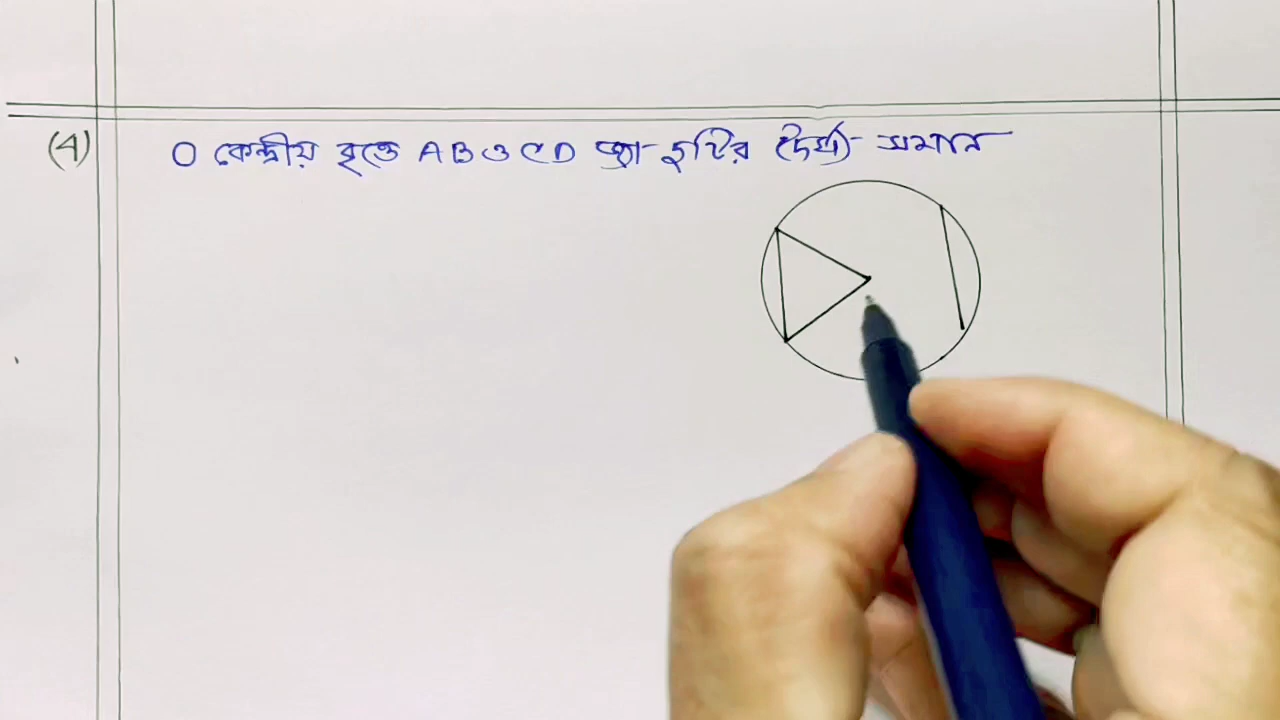 (4) O কেন্দ্রীয় বৃত্তে AB ও CD জ্যা দুটির দৈর্ঘ্য সমান